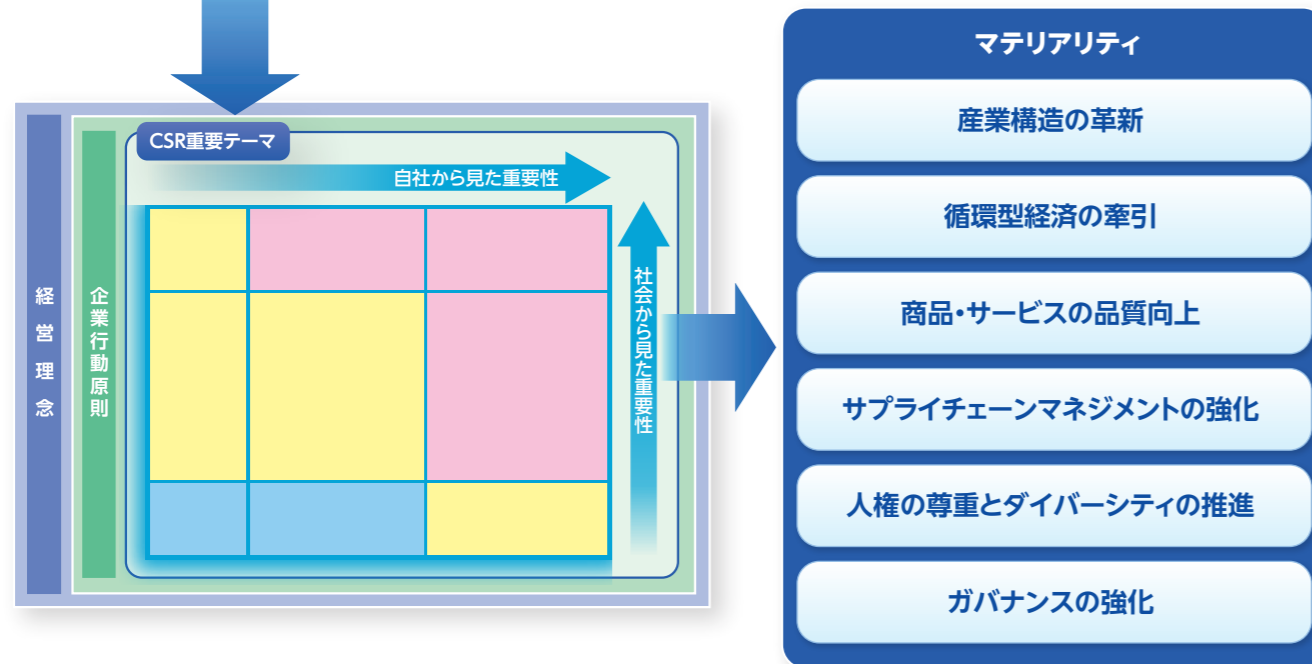 経営理念
企業行動原則
CSR重要テーマ
自社から見た重要性
社会から見た重要性
マテリアリティ
産業構造の革新
循環型経済の牽引
商品・サービスの品質向上
サプライチェーンマネジメントの強化
人権の尊重とダイバーシティの推進
ガバナンスの強化